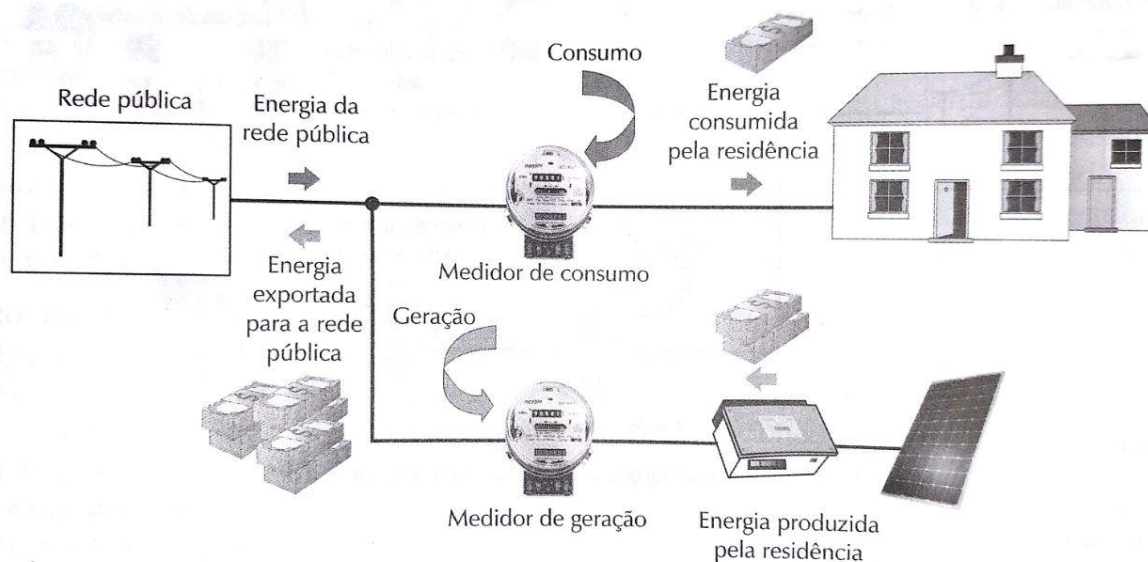 Rede pública
Energia da
rede pública
Consumo
Energia
consumida
pela residência
Medidor de consumo
Energia
exportada
para a rede
pública
Geração
Medidor de geração
Energia produzida
pela residência